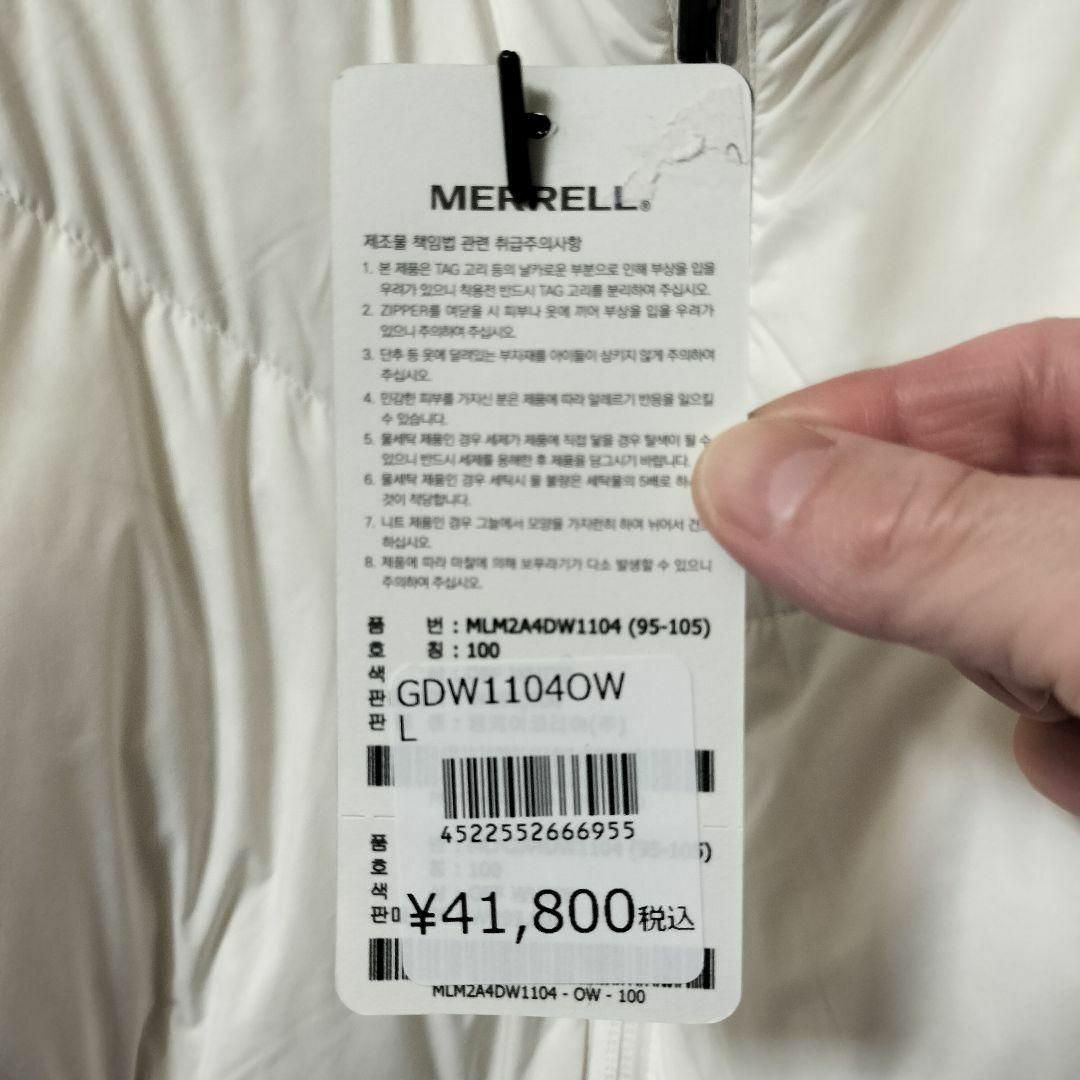 MERRELL®
제조물 책임법 관련 취급주의사항
1. 본 제품은 TAG 고리 등의 날카로운 부분으로 인해 부상을 입을
우려가 있으니 착용전 반드시 TAG 고리를 분리하여 주십시오.
2. ZIPPER를 여닫을 시 피부나 옷에 끼어 부상을 입을 우려가
있으니 주의하여 주십시오.
3. 단추 등 옷에 달려있는 부자재를 아이들이 삼키지 않게 주의하여
주십시오.
4. 민감한 피부를 가지신 분은 제품에 따라 알레르기 반응을 일으킬
수 있습니다.
5. 물세탁 제품인 경우 세제가 제품에 직접 닿을 경우 탈색이 될 수
있으니 반드시 세제를 용해한 후 제품을 담그시기 바랍니다.
6. 물세탁 제품인 경우 세탁시 물 불량은 세탁물의 5배로 하
것이 적당합니다.
7. 니트 제품인 경우 그늘에서 모양을 가지런히 하여 뉘어서 건
하십시오.
8. 제품에 따라 마찰에 의해 보푸라기가 다소 발생할 수 있으니
주의하여 주십시오.
품 번 : MLM2A4DW1104 (95-105)
호 칭 : 100
색
판
판
GDW1104OW
L
4522552666955
품
호
색
판
¥41,800税込
MLM2A4DW1104 - OW - 100